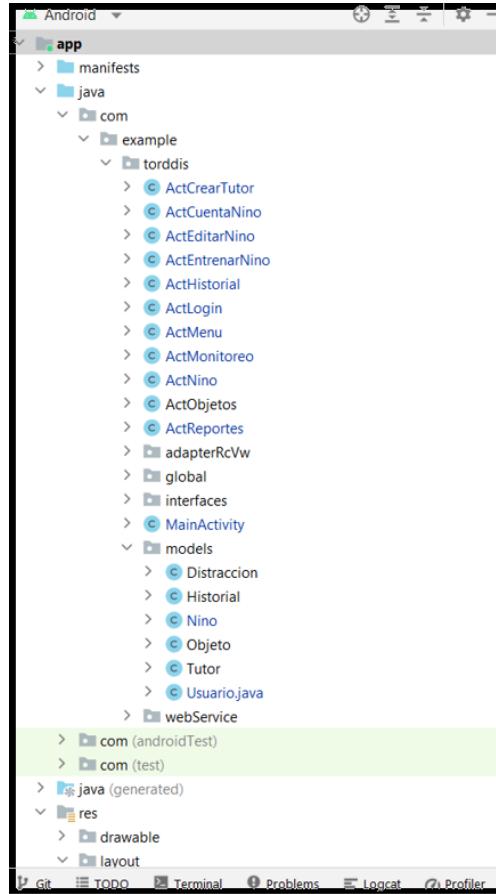 Android
app
manifests
java
com
example
torddis
ActCrearTutor
ActCuentaNino
ActEditarNino
ActEntrenarNino
ActHistorial
ActLogin
ActMenu
ActMonitoreo
ActNino
ActObjetos
ActReportes
adapterRcVw
global
interfaces
MainActivity
models
Distraccion
Historial
Nino
Objeto
Tutor
Usuario.java
webService
com (androidTest)
com (test)
java (generated)
res
drawable
layout
Git TODO Terminal Problems Logcat Profiler